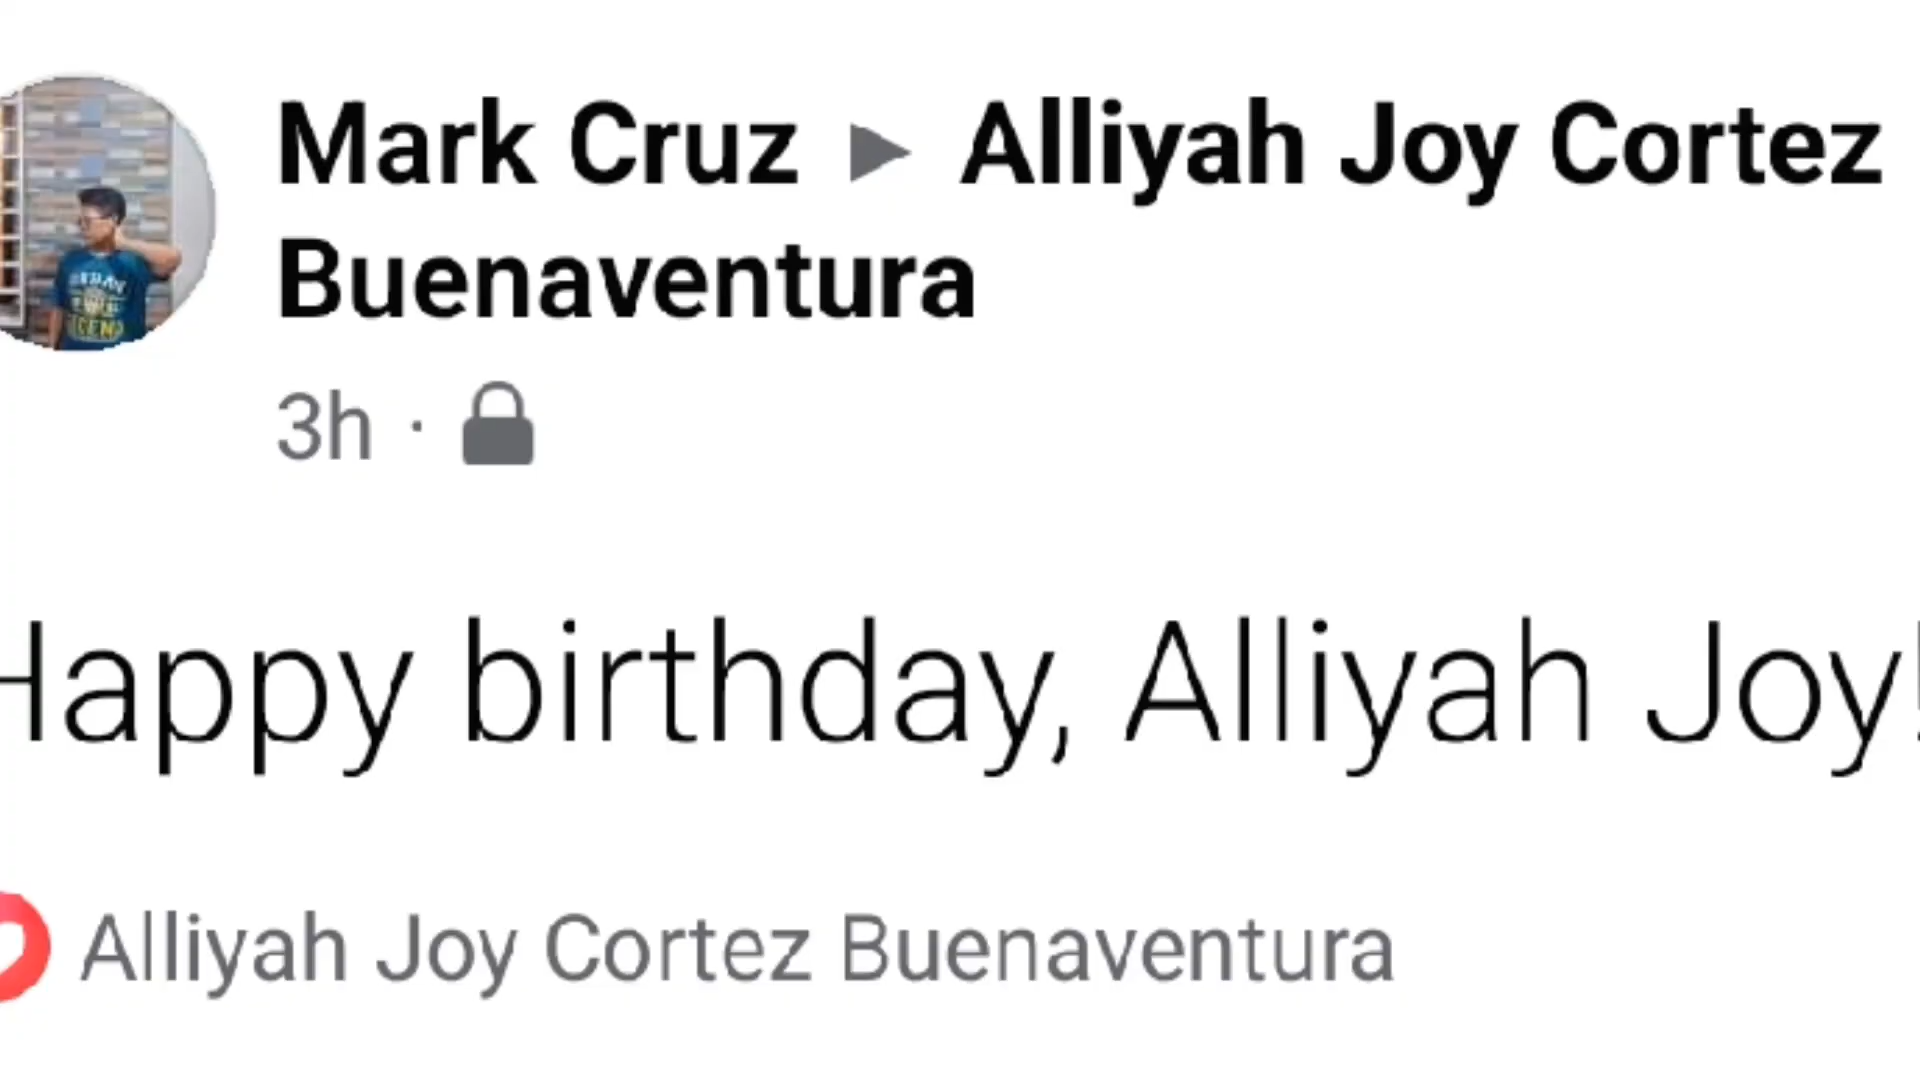 Mark Cruz ▸ Alliyah Joy Cortez
Buenaventura
3h ·
Happy birthday, Alliyah Joy!
Alliyah Joy Cortez Buenaventura